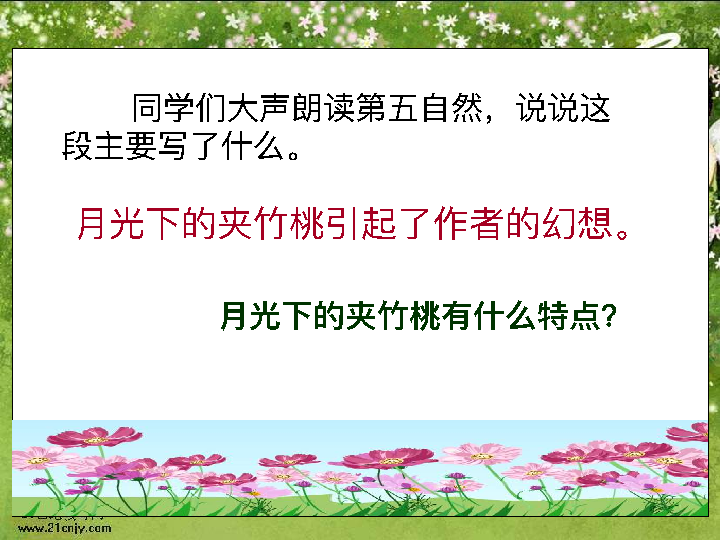 同学们大声朗读第五自然，说说这
段主要写了什么。
月光下的夹竹桃引起了作者的幻想。
月光下的夹竹桃有什么特点?
www.21cnjy.com